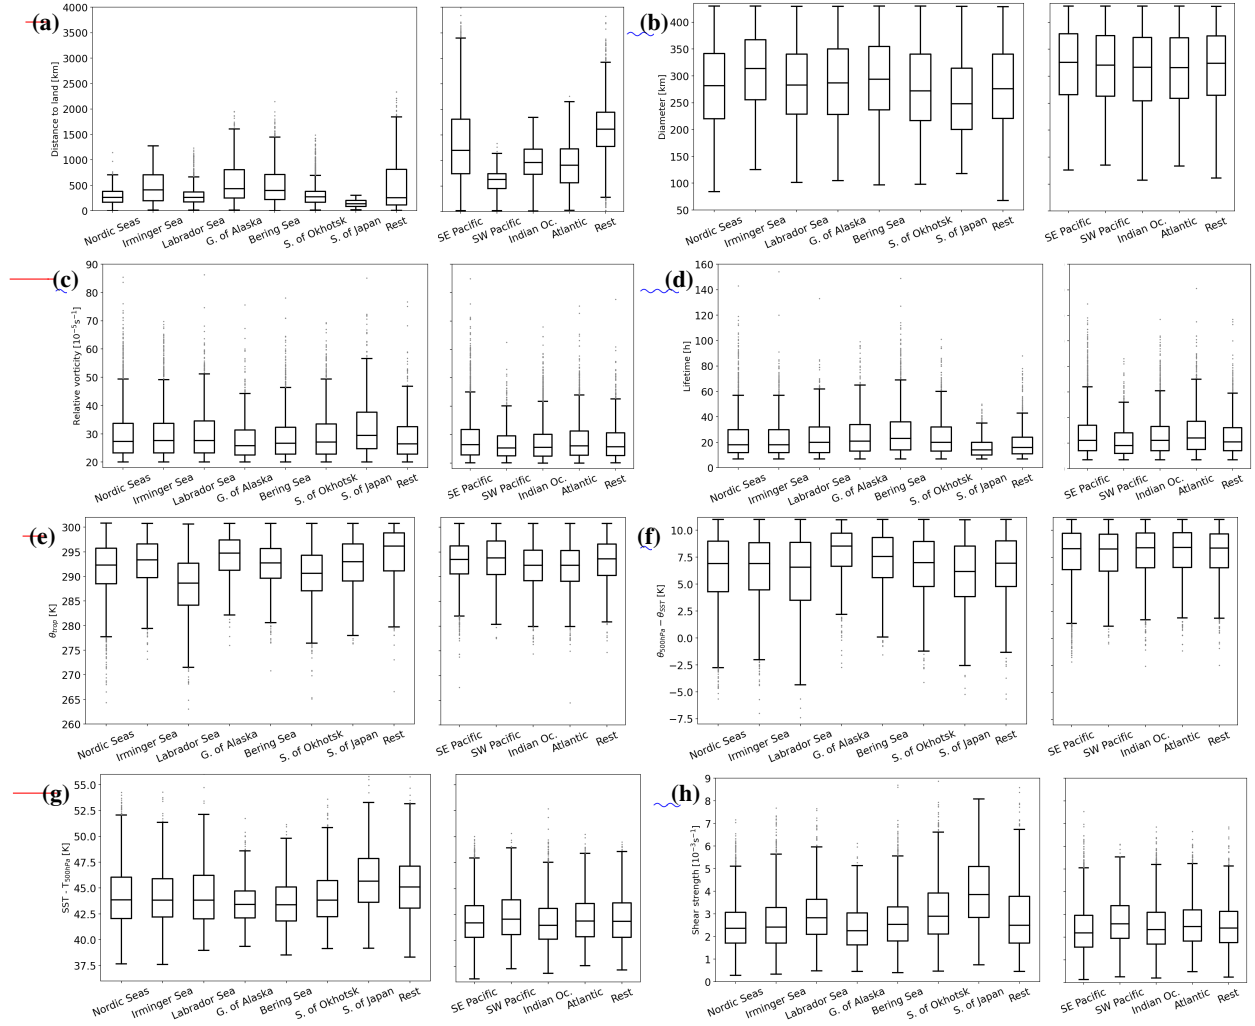 (a)
Distance to land [km]
4000
3500
3000
2500
2000
1500
1000
500
0
Nordic Seas
Irminger Sea
Labrador Sea
G. of Alaska
Bering Sea
S. of Okhotsk
S. of Japan
Rest
SE Pacific
SW Pacific
Indian Oc.
Atlantic
Rest
(b)
Diameter [km]
400
350
300
250
200
150
100
50
Nordic Seas
Irminger Sea
Labrador Sea
G. of Alaska
Bering Sea
S. of Okhotsk
S. of Japan
Rest
SE Pacific
SW Pacific
Indian Oc.
Atlantic
Rest
(c)
Relative vorticity [10⁻⁵s⁻¹]
90
80
70
60
50
40
30
20
Nordic Seas
Irminger Sea
Labrador Sea
G. of Alaska
Bering Sea
S. of Okhotsk
S. of Japan
Rest
SE Pacific
SW Pacific
Indian Oc.
Atlantic
Rest
(d)
Lifetime [h]
160
140
120
100
80
60
40
20
0
Nordic Seas
Irminger Sea
Labrador Sea
G. of Alaska
Bering Sea
S. of Okhotsk
S. of Japan
Rest
SE Pacific
SW Pacific
Indian Oc.
Atlantic
Rest
(e)
θtrop [K]
300
295
290
285
280
275
270
265
260
Nordic Seas
Irminger Sea
Labrador Sea
G. of Alaska
Bering Sea
S. of Okhotsk
S. of Japan
Rest
SE Pacific
SW Pacific
Indian Oc.
Atlantic
Rest
(f)
θ500hPa − θSST [K]
10.0
7.5
5.0
2.5
0.0
−2.5
−5.0
−7.5
Nordic Seas
Irminger Sea
Labrador Sea
G. of Alaska
Bering Sea
S. of Okhotsk
S. of Japan
Rest
SE Pacific
SW Pacific
Indian Oc.
Atlantic
Rest
(g)
SST - T500hPa [K]
55.0
52.5
50.0
47.5
45.0
42.5
40.0
37.5
Nordic Seas
Irminger Sea
Labrador Sea
G. of Alaska
Bering Sea
S. of Okhotsk
S. of Japan
Rest
SE Pacific
SW Pacific
Indian Oc.
Atlantic
Rest
(h)
Shear strength [10⁻³s⁻¹]
9
8
7
6
5
4
3
2
1
0
Nordic Seas
Irminger Sea
Labrador Sea
G. of Alaska
Bering Sea
S. of Okhotsk
S. of Japan
Rest
SE Pacific
SW Pacific
Indian Oc.
Atlantic
Rest